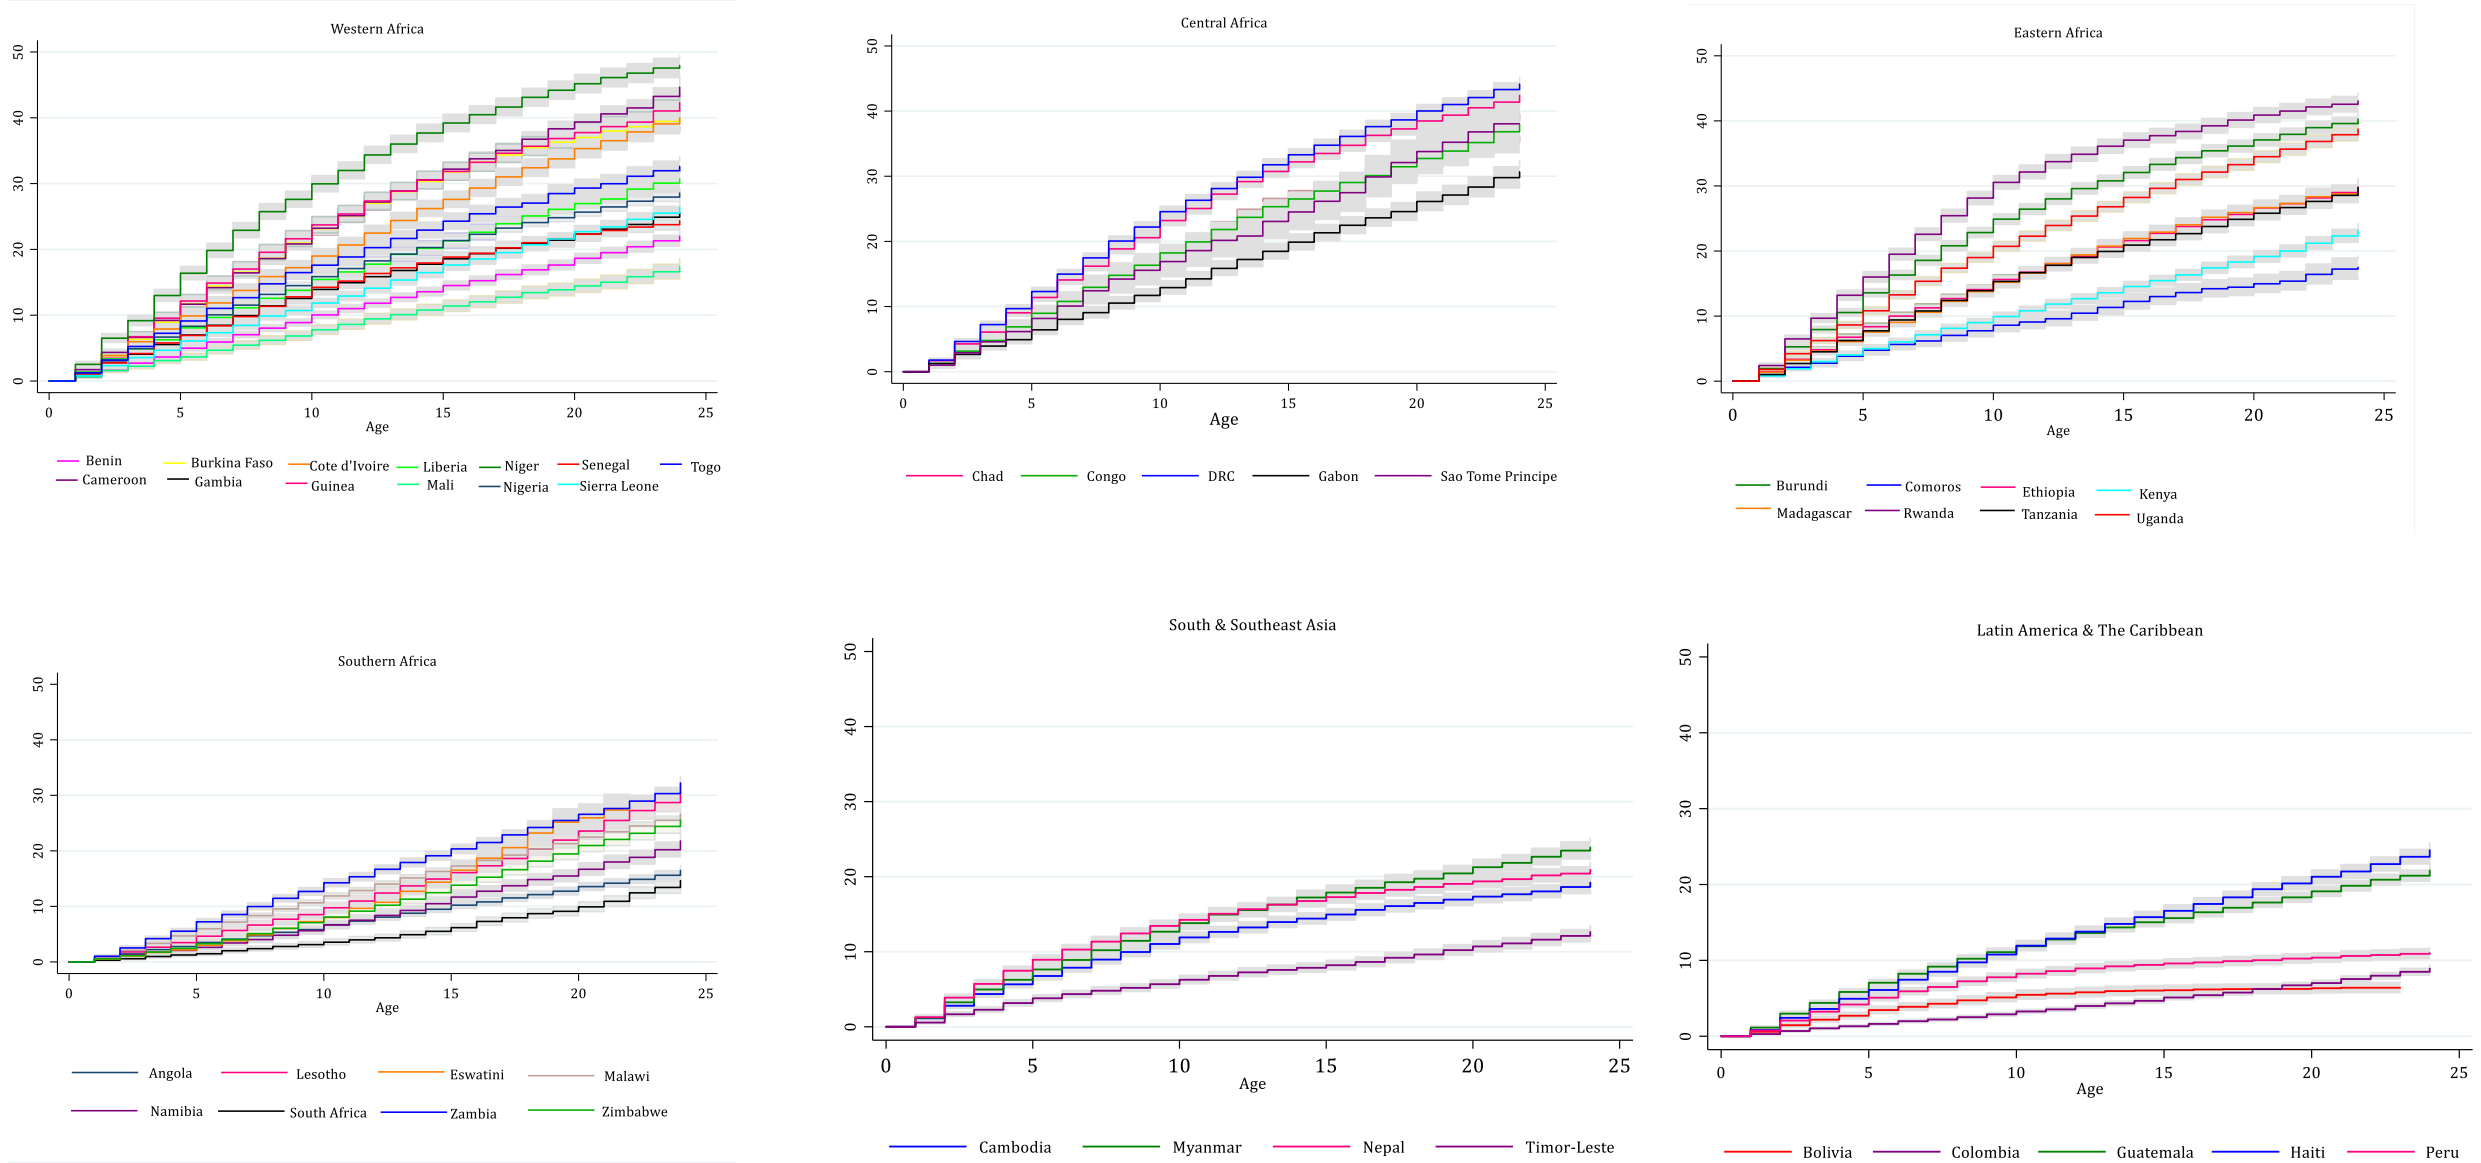 Western Africa
50
40
30
20
10
0
0 5 10 15 20 25
Age
Benin Burkina Faso Cote d'Ivoire Liberia Niger Senegal Togo
Cameroon Gambia Guinea Mali Nigeria Sierra Leone
Central Africa
50
40
30
20
10
0
0 5 10 15 20 25
Age
Chad Congo DRC Gabon Sao Tome Principe
Eastern Africa
50
40
30
20
10
0
0 5 10 15 20 25
Age
Burundi Comoros Ethiopia Kenya
Madagascar Rwanda Tanzania Uganda
Southern Africa
50
40
30
20
10
0
0 5 10 15 20 25
Age
Angola Lesotho Eswatini Malawi
Namibia South Africa Zambia Zimbabwe
South & Southeast Asia
50
40
30
20
10
0
0 5 10 15 20 25
Age
Cambodia Myanmar Nepal Timor-Leste
Latin America & The Caribbean
50
40
30
20
10
0
0 5 10 15 20 25
Age
Bolivia Colombia Guatemala Haiti Peru